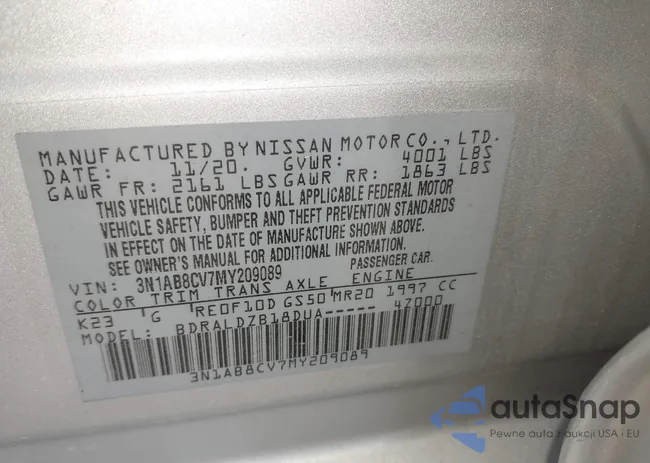 MANUFACTURED BY NISSAN MOTOR CO., LTD.
DATE: 11/20. GVWR: 4001 LBS
GAWR FR: 2161 LBS GAWR RR: 1863 LBS
THIS VEHICLE CONFORMS TO ALL APPLICABLE FEDERAL MOTOR
VEHICLE SAFETY, BUMPER AND THEFT PREVENTION STANDARDS
IN EFFECT ON THE DATE OF MANUFACTURE SHOWN ABOVE.
SEE OWNER'S MANUAL FOR ADDITIONAL INFORMATION.
VIN: 3N1AB8CV7MY209089 PASSENGER CAR.
COLOR TRIM TRANS AXLE ENGINE
K23 G RE0F10D GS50 MR20 1997 CC
MODEL: BDRALDZB18DUA----- 42000
3N1AB8CV7MY209089
autaSnap
Pewne auta z aukcji USA i EU